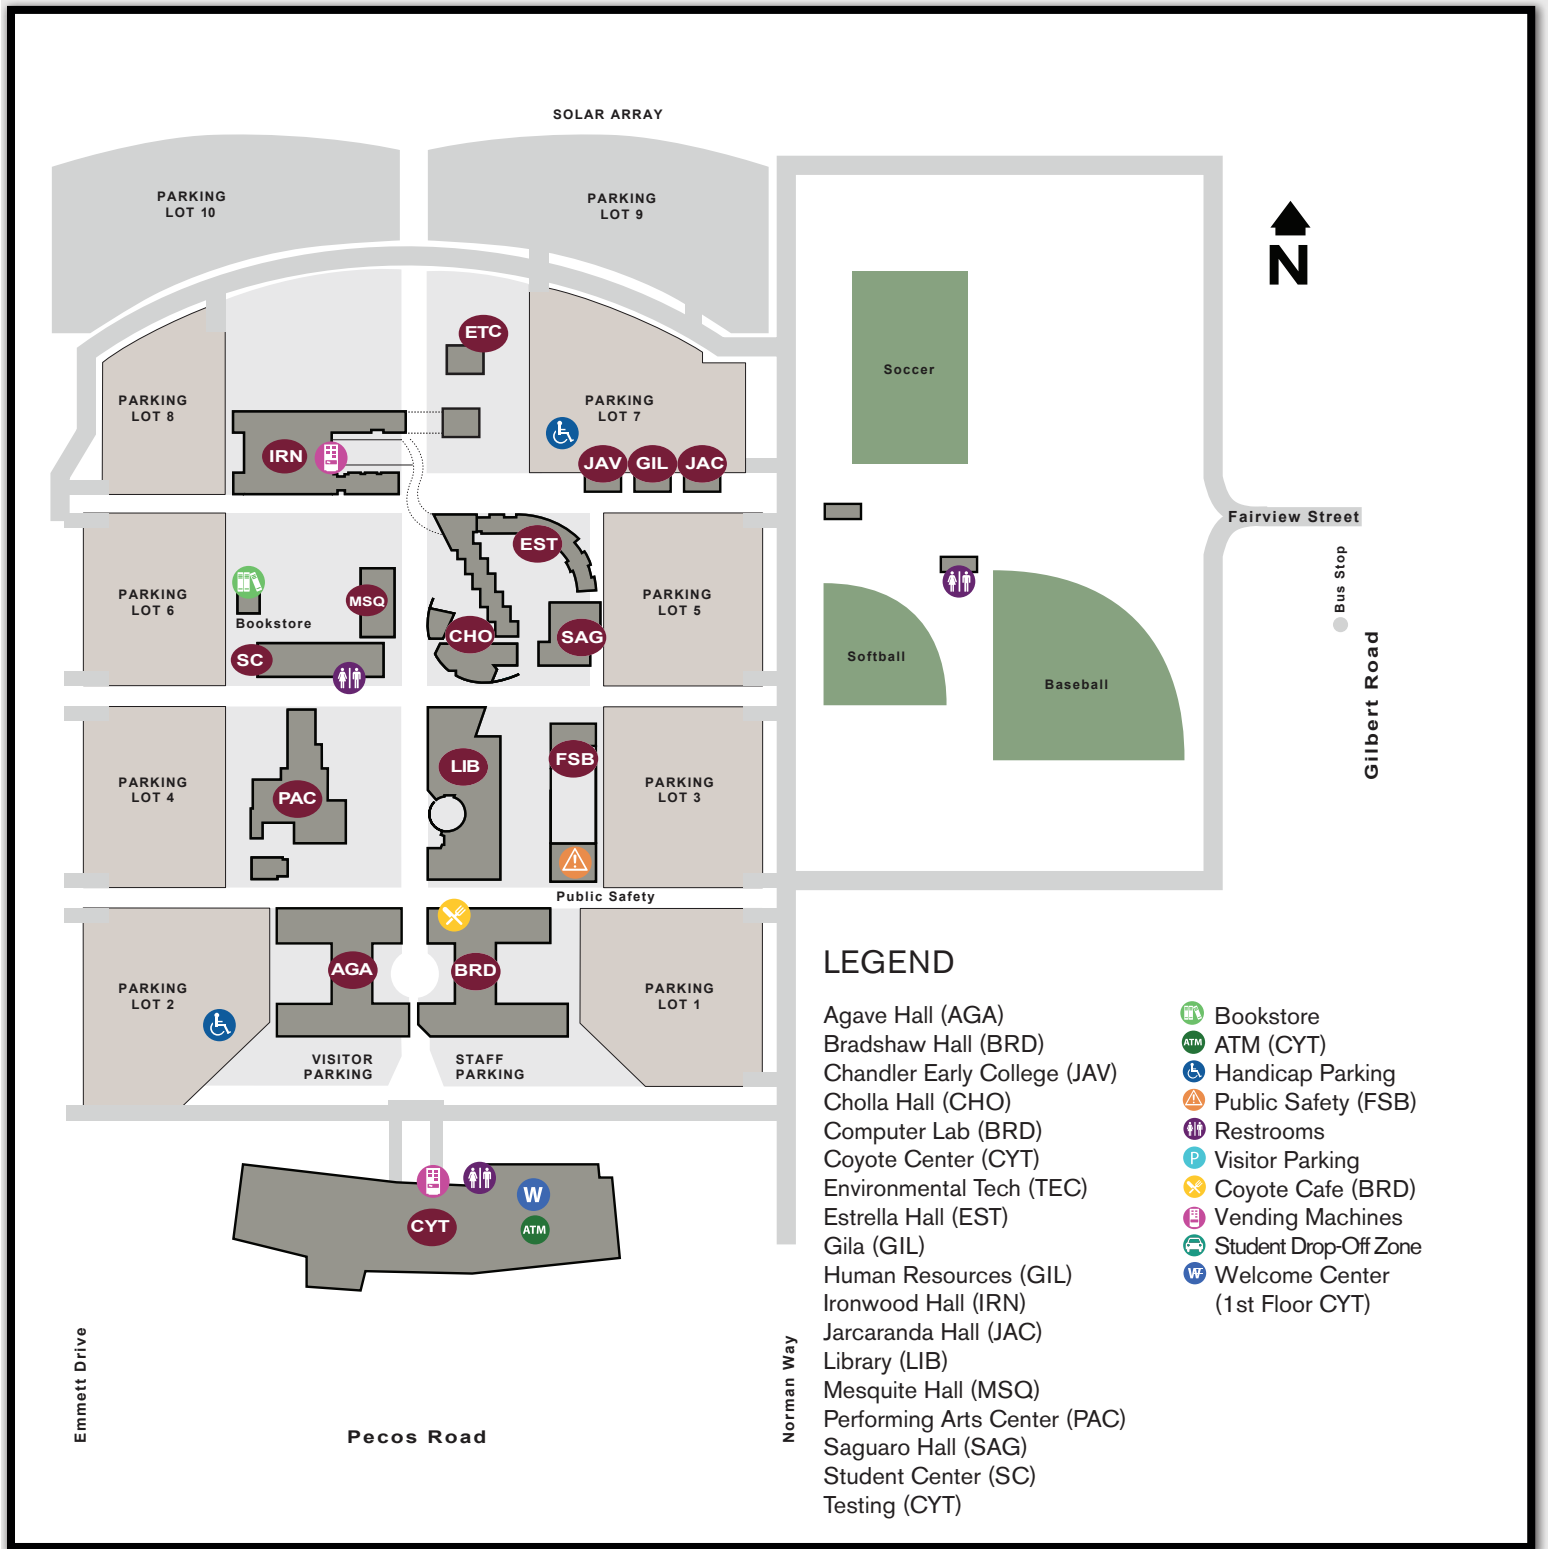 SOLAR ARRAY
PARKING
LOT 10
PARKING
LOT 9
N
ETC
PARKING
LOT 8
PARKING
LOT 7
Soccer
IRN
JAV
GIL
JAC
Fairview Street
EST
Bus Stop
PARKING
LOT 6
Bookstore
MSQ
CHO
SAG
PARKING
LOT 5
SC
Softball
Baseball
Gilbert Road
PARKING
LOT 4
PAC
LIB
FSB
PARKING
LOT 3
Public Safety
PARKING
LOT 2
AGA
BRD
PARKING
LOT 1
VISITOR
PARKING
STAFF
PARKING
W
CYT
ATM
Emmett Drive
Pecos Road
Norman Way
LEGEND
Agave Hall (AGA)
Bradshaw Hall (BRD)
Chandler Early College (JAV)
Cholla Hall (CHO)
Computer Lab (BRD)
Coyote Center (CYT)
Environmental Tech (TEC)
Estrella Hall (EST)
Gila (GIL)
Human Resources (GIL)
Ironwood Hall (IRN)
Jarcaranda Hall (JAC)
Library (LIB)
Mesquite Hall (MSQ)
Performing Arts Center (PAC)
Saguaro Hall (SAG)
Student Center (SC)
Testing (CYT)
Bookstore
ATM ATM (CYT)
Handicap Parking
Public Safety (FSB)
Restrooms
P Visitor Parking
Coyote Cafe (BRD)
Vending Machines
Student Drop-Off Zone
Welcome Center
(1st Floor CYT)